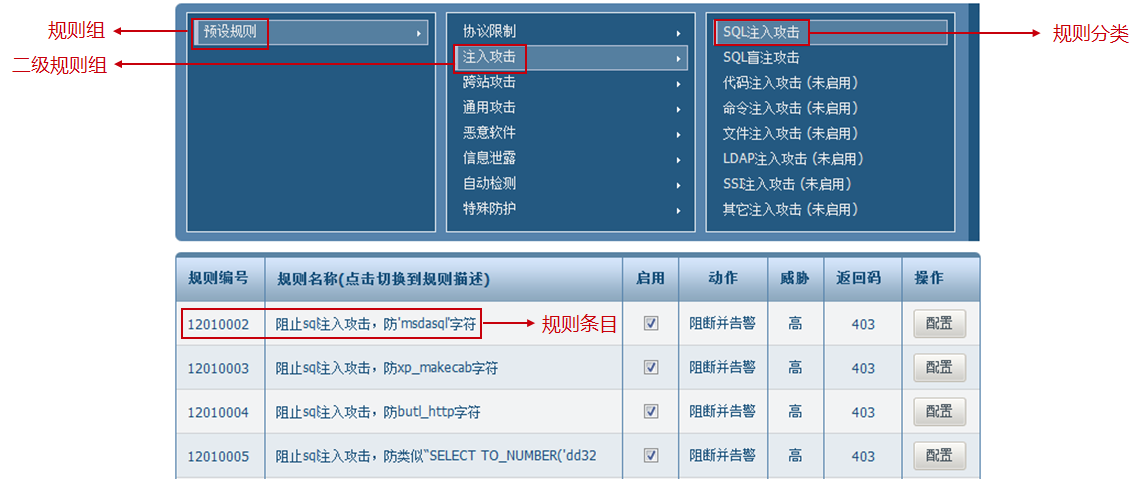 规则组
二级规则组
预设规则
协议限制
注入攻击
跨站攻击
通用攻击
恶意软件
信息泄露
自动检测
特殊防护
SQL注入攻击
SQL盲注攻击
代码注入攻击 (未启用)
命令注入攻击 (未启用)
文件注入攻击 (未启用)
LDAP注入攻击 (未启用)
SSI注入攻击 (未启用)
其它注入攻击 (未启用)
规则分类
规则编号 规则名称(点击切换到规则描述) 启用 动作 威胁 返回码 操作
12010002 阻止sql注入攻击，防'msdasql'字符 阻断并告警 高 403 配置
规则条目
12010003 阻止sql注入攻击，防xp_makecab字符 阻断并告警 高 403 配置
12010004 阻止sql注入攻击，防butl_http字符 阻断并告警 高 403 配置
12010005 阻止sql注入攻击，防类似"SELECT TO_NUMBER('dd32 阻断并告警 高 403 配置